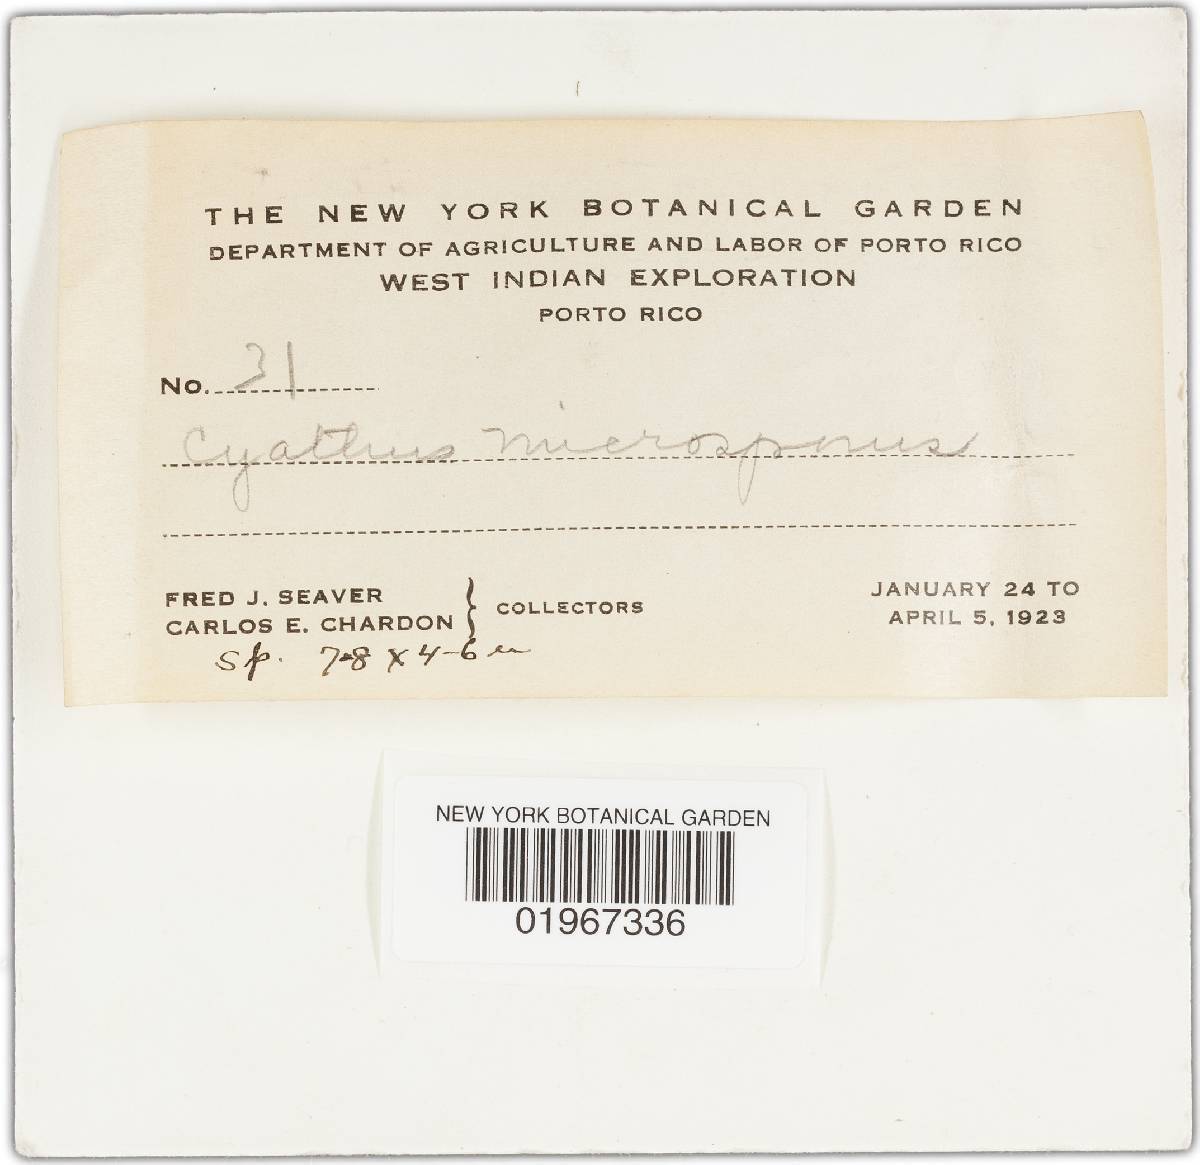 THE NEW YORK BOTANICAL GARDEN
DEPARTMENT OF AGRICULTURE AND LABOR OF PORTO RICO
WEST INDIAN EXPLORATION
PORTO RICO
No. 31
Cyathus microsporus
FRED J. SEAVER
CARLOS E. CHARDON } COLLECTORS
JANUARY 24 TO
APRIL 5, 1923
Sp. 7-8 x 4-6
NEW YORK BOTANICAL GARDEN
01967336